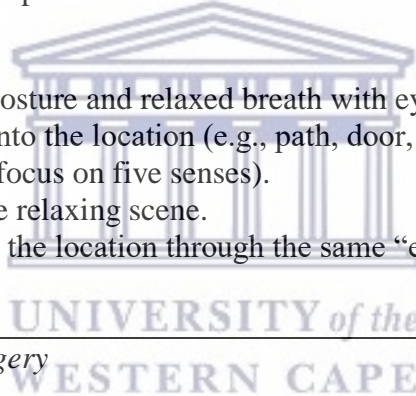 osture and relaxed breath with ey
nto the location (e.g., path, door,
focus on five senses).
e relaxing scene.
the location through the same “e
UNIVERSITY of the
gery
WESTERN CAPE